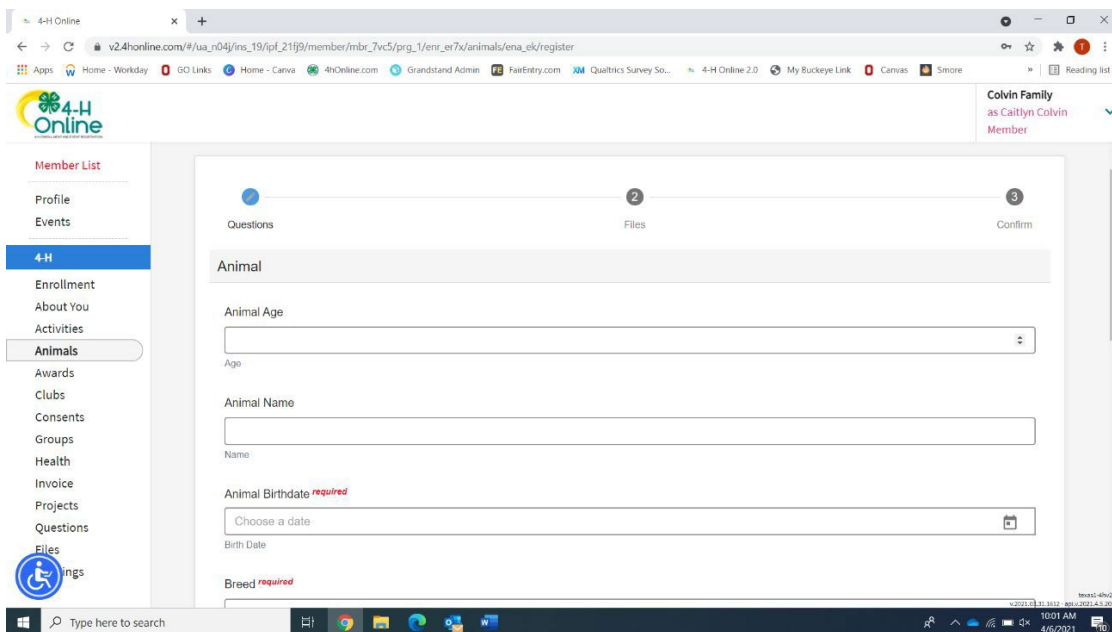 4-H Online
v2.4honline.com/#/ua_n04j/ins_19/ipf_21fj9/member/mbr_7vc5/prg_1/enr_er7x/animals/ena_ek/register
Apps Home - Workday GO Links Home - Canva 4hOnline.com Grandstand Admin FE FairEntry.com XM Qualtrics Survey So... 4-H Online 2.0 My Buckeye Link Canvas Smore » Reading list
4-H
Online
Colvin Family
as Caitlyn Colvin
Member
Member List
Profile
Events
4-H
Enrollment
About You
Activities
Animals
Awards
Clubs
Consents
Groups
Health
Invoice
Projects
Questions
Files
ings
2
3
Questions
Files
Confirm
Animal
Animal Age
Age
Animal Name
Name
Animal Birthdate required
Choose a date
Birth Date
Breed required
Type here to search
10:01 AM
4/6/2021